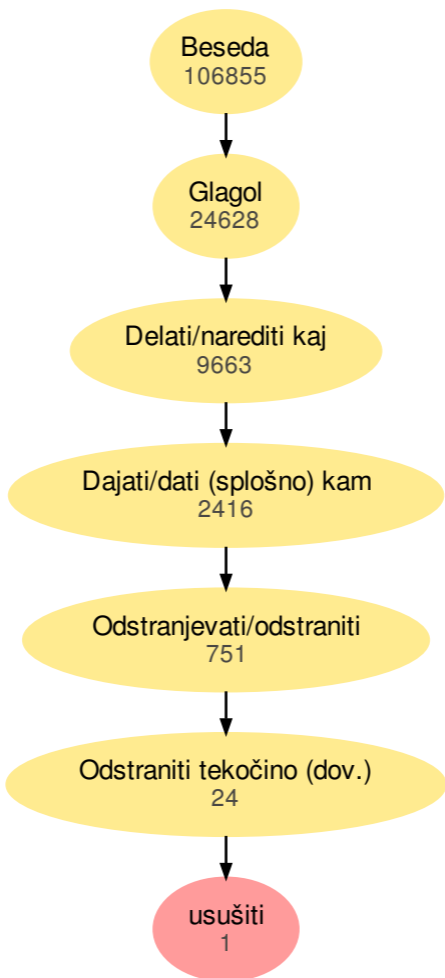 Beseda
106855
Glagol
24628
Delati/narediti kaj
9663
Dajati/dati (splošno) kam
2416
Odstranjevati/odstraniti
751
Odstraniti tekočino (dov.)
24
usušiti
1